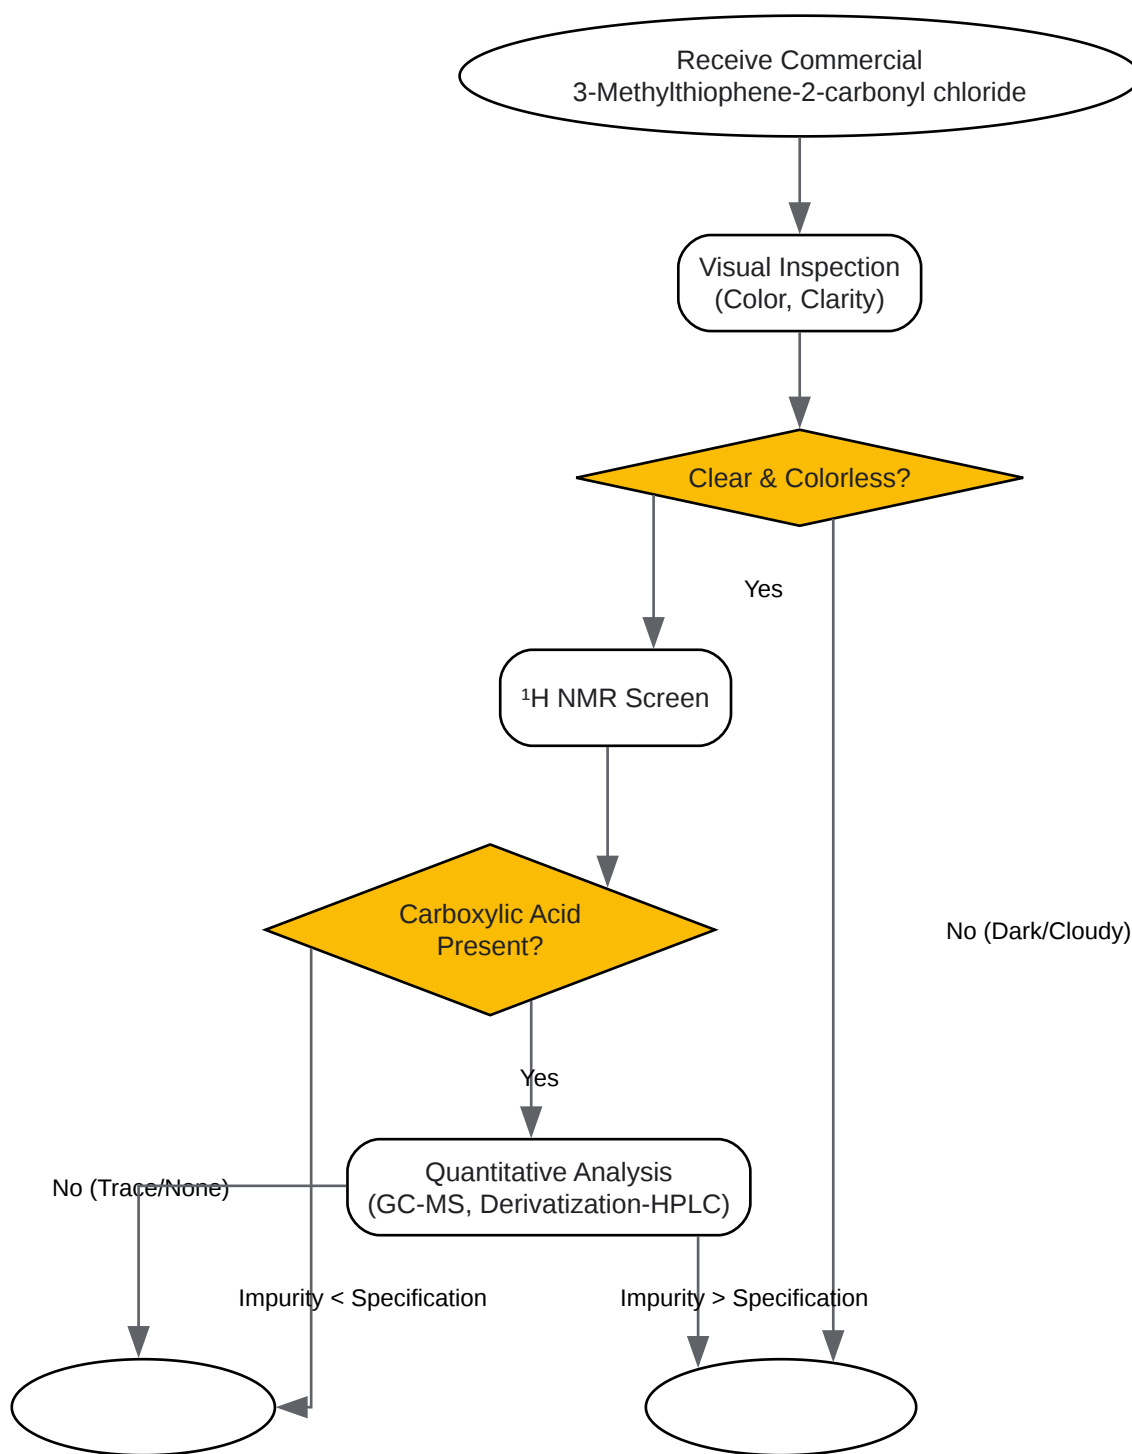 Receive Commercial
3-Methylthiophene-2-carbonyl chloride
Visual Inspection
(Color, Clarity)
Clear & Colorless?
Yes
¹H NMR Screen
Carboxylic Acid
Present?
No (Dark/Cloudy)
Yes
Quantitative Analysis
(GC-MS, Derivatization-HPLC)
No (Trace/None)
Impurity < Specification
Impurity > Specification